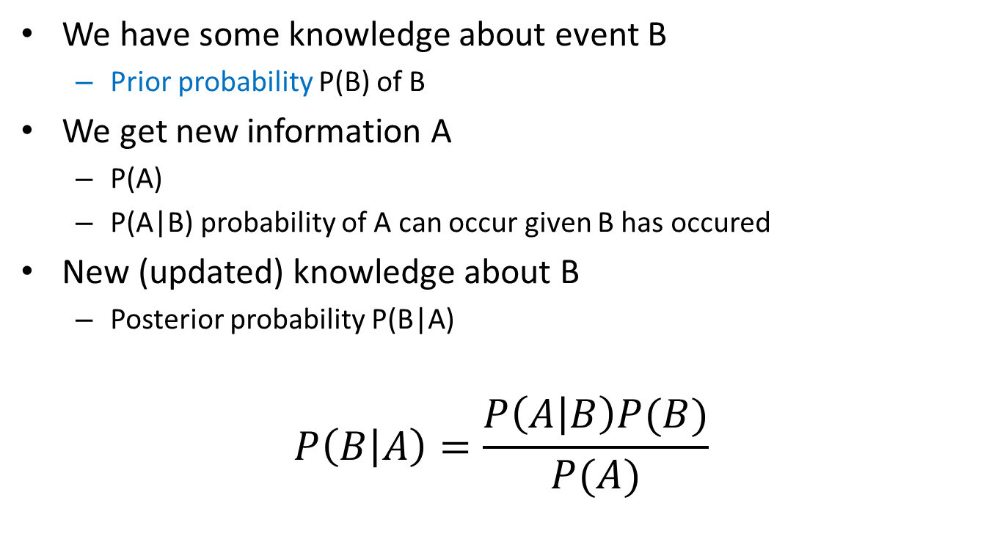 • We have some knowledge about event B
– Prior probability P(B) of B
• We get new information A
– P(A)
– P(A|B) probability of A can occur given B has occured
• New (updated) knowledge about B
– Posterior probability P(B|A)
P(B|A) = P(A|B)P(B) / P(A)